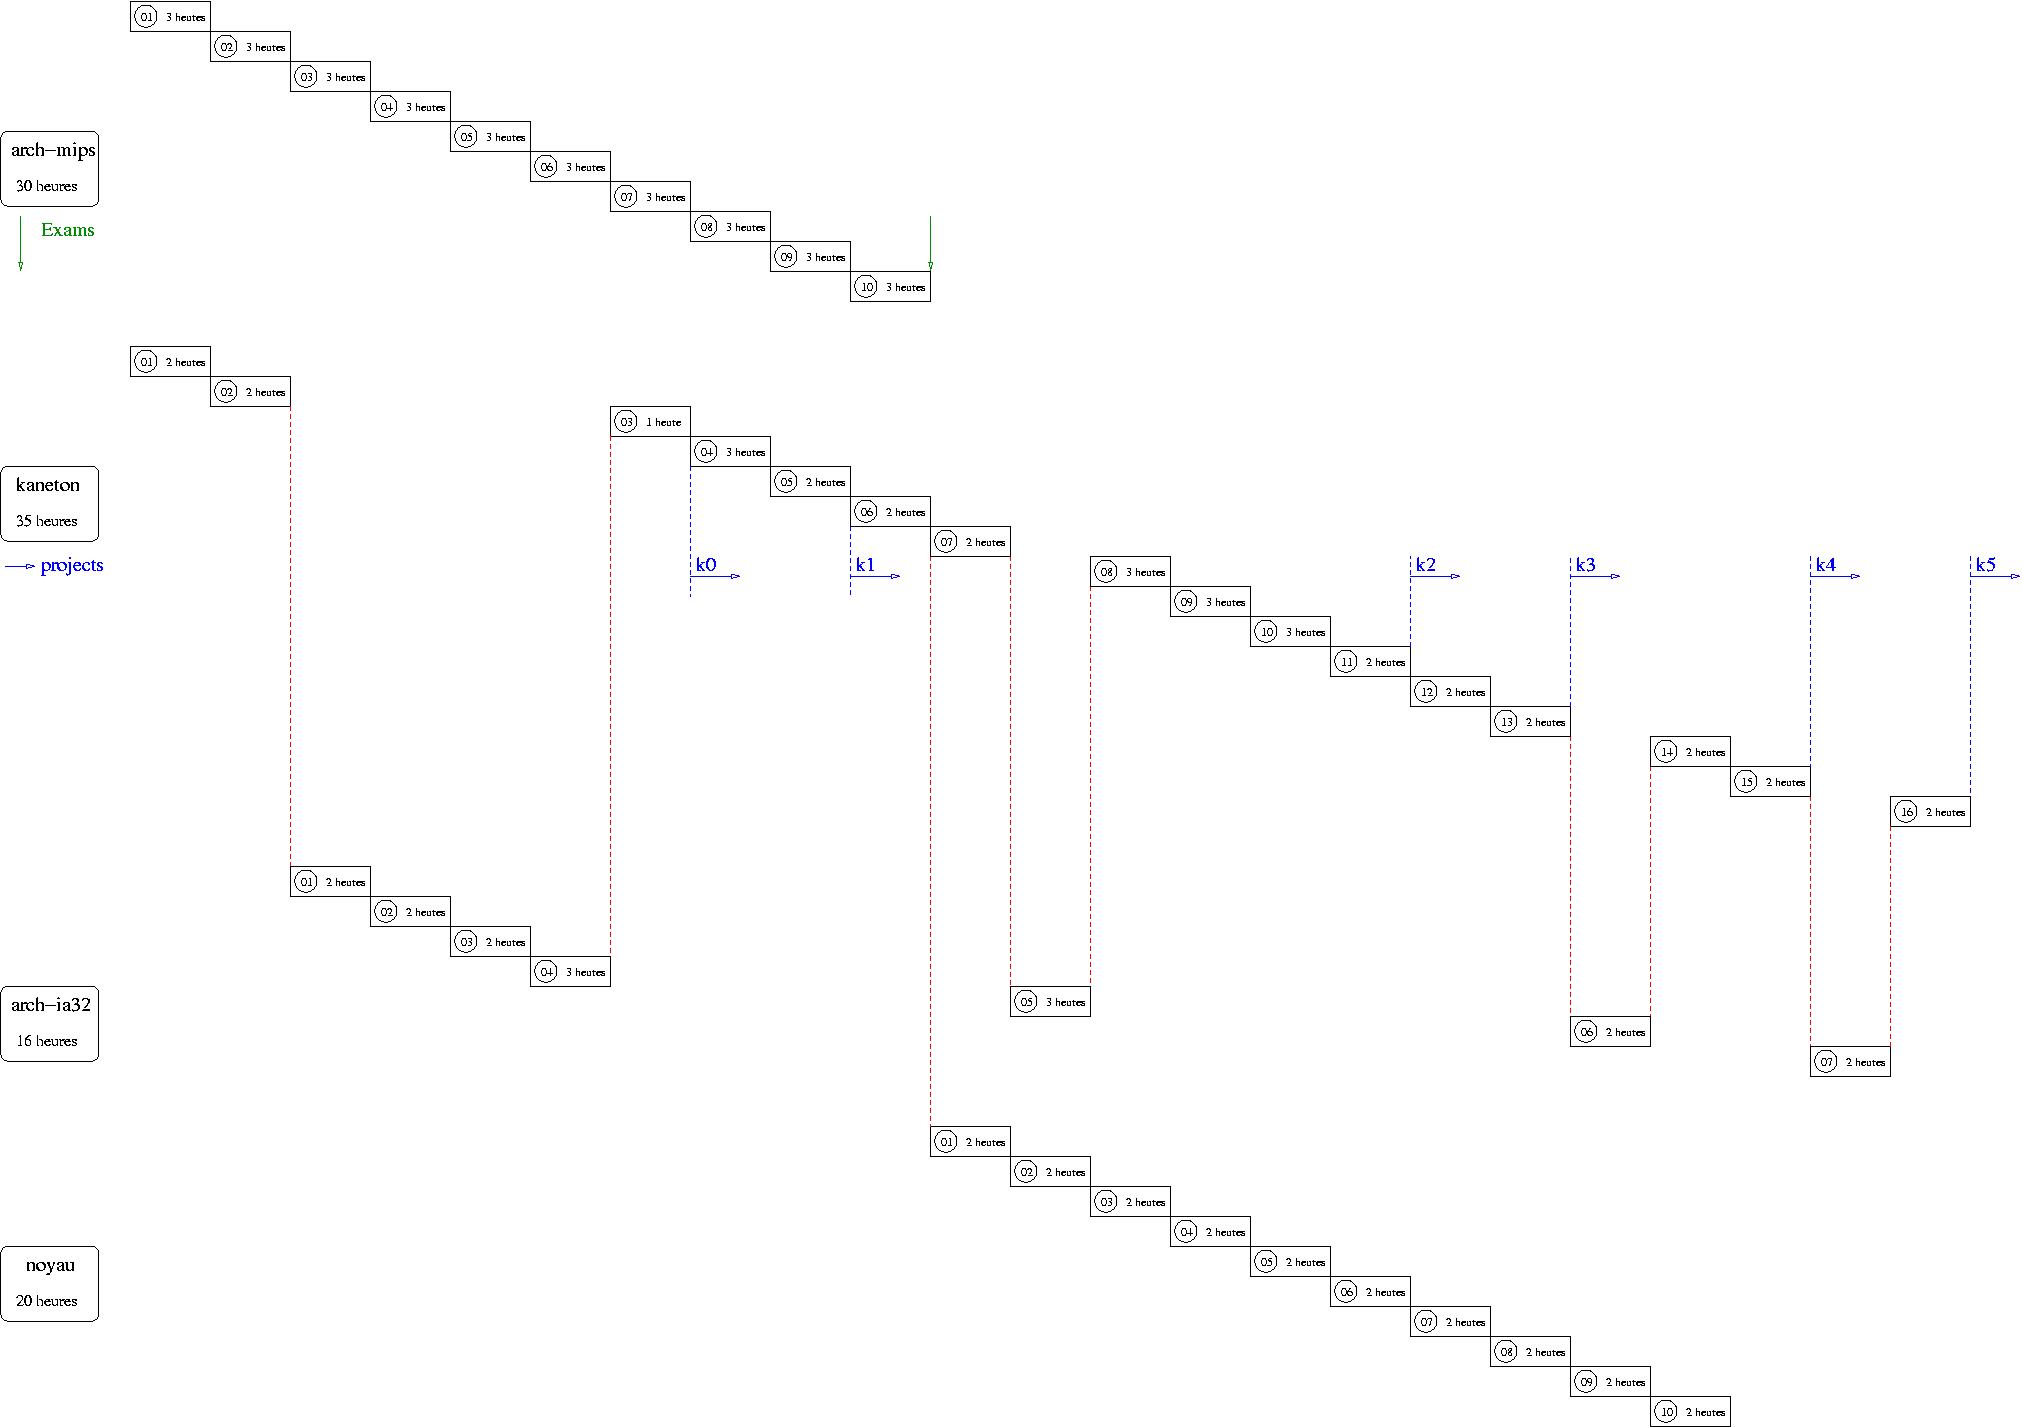 01 3 heures
02 3 heures
03 3 heures
04 3 heures
05 3 heures
arch-mips
06 3 heures
30 heures
07 3 heures
Exams
08 3 heures
09 3 heures
10 3 heures
01 2 heures
02 2 heures
03 1 heure
04 3 heures
kaneton
05 2 heures
06 2 heures
35 heures
07 2 heures
projects
k0
k1
k2
k3
k4
k5
08 3 heures
09 3 heures
10 3 heures
11 2 heures
12 2 heures
13 2 heures
14 2 heures
15 2 heures
16 2 heures
01 2 heures
02 2 heures
03 2 heures
04 3 heures
arch-ia32
05 3 heures
16 heures
06 2 heures
07 2 heures
01 2 heures
02 2 heures
03 2 heures
04 2 heures
noyau
05 2 heures
20 heures
06 2 heures
07 2 heures
08 2 heures
09 2 heures
10 2 heures